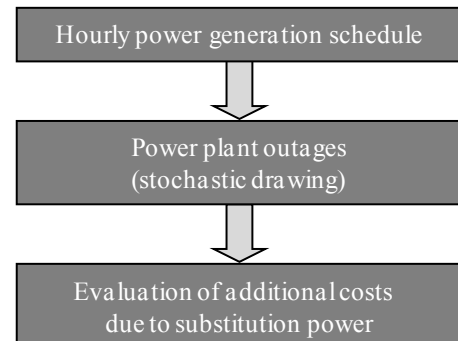 Hourly power generation schedule
Power plant outages
(stochastic drawing)
Evaluation of additional costs
due to substitution power